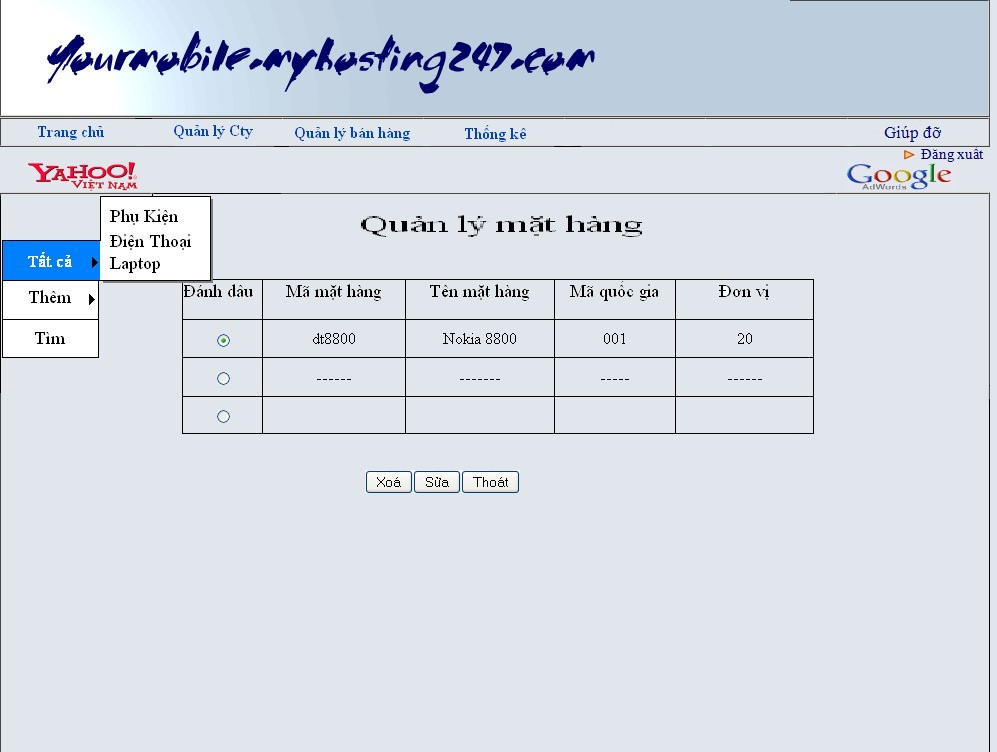 Yourmobile.myhosting247.com
Trang chủ Quản lý Cty Quản lý bán hàng Thống kê Giúp đỡ
Đăng xuất
YAHOO!
VIỆT NAM
Google
AdWords
Phụ Kiện
Quản lý mặt hàng
Điện Thoại
Tất cả
Laptop
Đánh dấu Mã mặt hàng Tên mặt hàng Mã quốc gia Đơn vị
Thêm
Tìm
dt8800 Nokia 8800 001 20
------ ------- ----- ------
Xoá Sửa Thoát